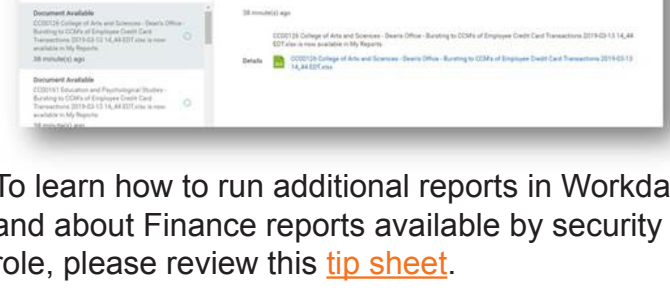 Document Available
CC00126 College of Arts and Sciences - Dean's Office -
Bursting to CCMs of Employee Credit Card
Transactions 2019-03-13 14_44 EDT.xlsx is now
available in My Reports
38 minute(s) ago
Document Available
CC00161 Education and Psychological Studies -
Bursting to CCMs of Employee Credit Card
Transactions 2019-03-13 14_44 EDT.xlsx is now
available in My Reports
38 minute(s) ago
38 minute(s) ago
CC00126 College of Arts and Sciences - Dean's Office - Bursting to CCM's of Employee Credit Card Transactions 2019-03-13 14_44
EDT.xlsx is now available in My Reports
Details CC00126 College of Arts and Sciences - Dean's Office - Bursting to CCM's of Employee Credit Card Transactions 2019-03-13
14_44 EDT.xlsx
To learn how to run additional reports in Workda
and about Finance reports available by security
role, please review this tip sheet.